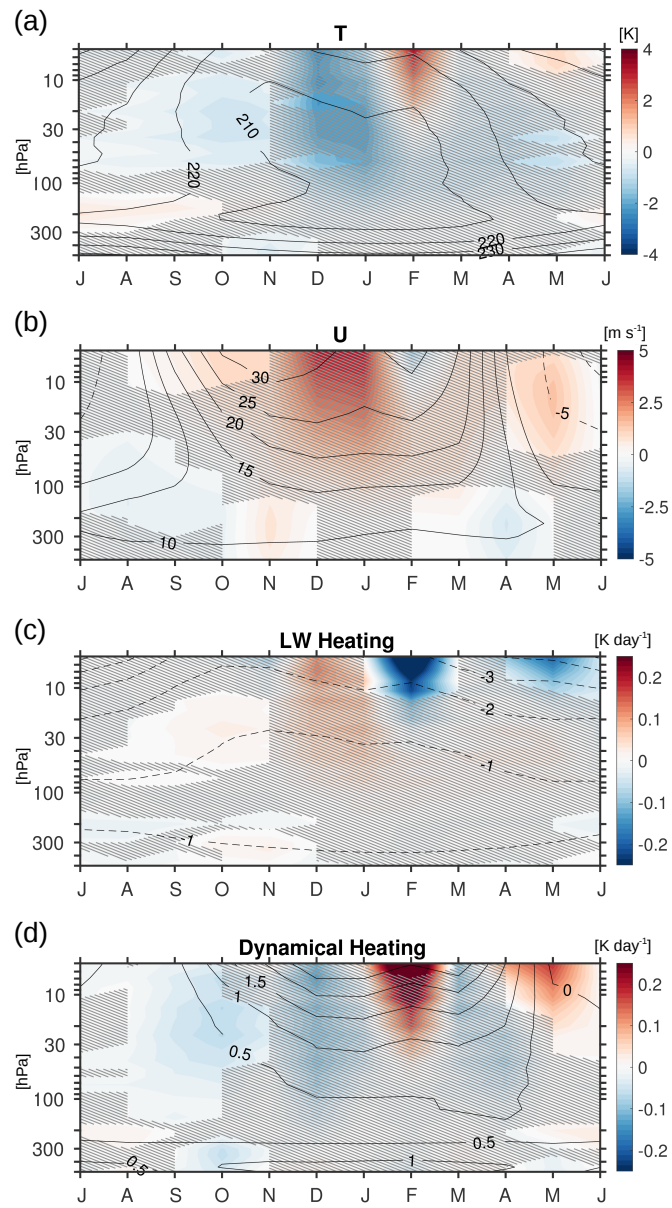 (a)
T
[K]
10
30
100
300
[hPa]
210
220
220
230
4
2
0
-2
-4
J A S O N D J F M A M J
(b)
U
[m s⁻¹]
10
30
100
300
[hPa]
30
25
20
15
10
-5
5
2.5
0
-2.5
-5
J A S O N D J F M A M J
(c)
LW Heating
[K day⁻¹]
10
30
100
300
[hPa]
-3
-2
-1
-1
0.2
0.1
0
-0.1
-0.2
J A S O N D J F M A M J
(d)
Dynamical Heating
[K day⁻¹]
10
30
100
300
[hPa]
1.5
1
0.5
0
0.5
0.5
1
0.2
0.1
0
-0.1
-0.2
J A S O N D J F M A M J